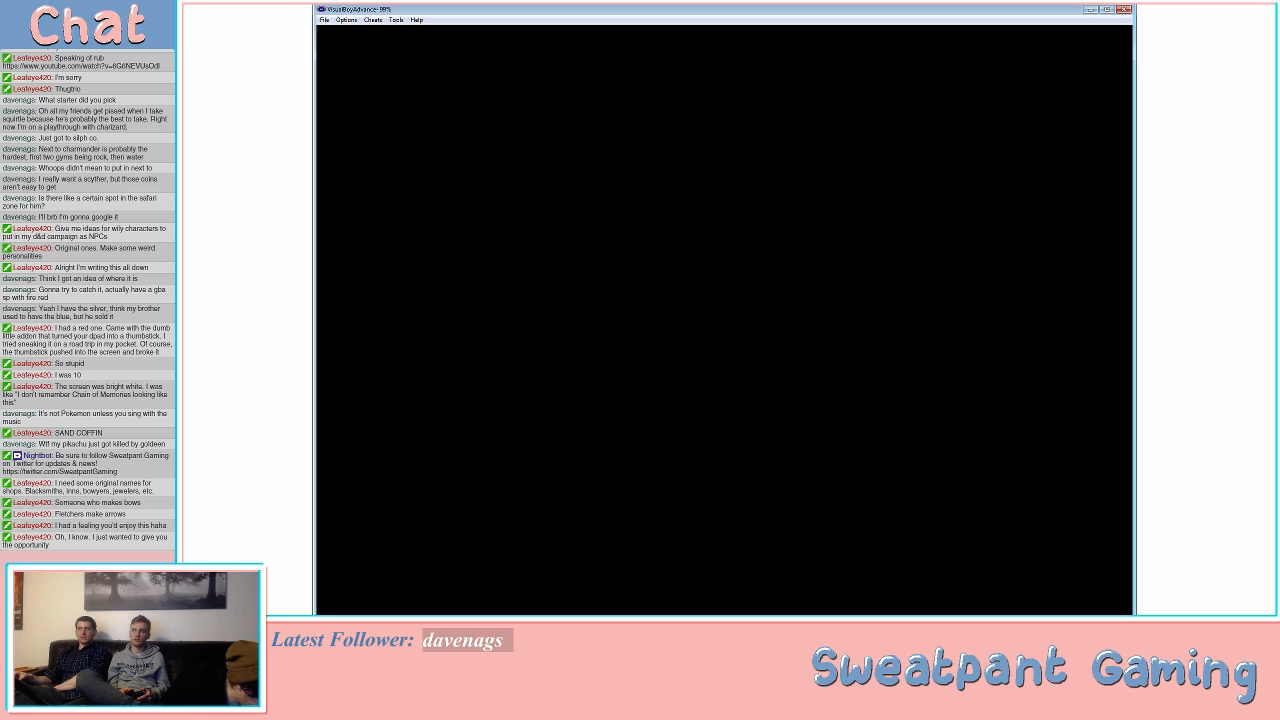 Chat
Leafeye420: Speaking of rub
https://www.youtube.com/watch?v=6G6NEVUsOdI
Leafeye420: I'm sorry
Leafeye420: Thugtrio
davenags: What starter did you pick
davenags: Oh all my friends get pissed when I take
squirtle because he's probably the best to take. Right
now I'm on a playthrough with charizard.
davenags: Just got to silph co.
davenags: Next to charmander is probably the
hardest, first two gyms being rock, then water
davenags: Whoops didn't mean to put in next to
davenags: I really want a scyther, but those coins
aren't easy to get
davenags: Is there like a certain spot in the safari
zone for him?
davenags: I'll brb I'm gonna google it
Leafeye420: Give me ideas for wily characters to
put in my d&d campaign as NPCs
Leafeye420: Original ones. Make some weird
personalities
Leafeye420: Alright I'm writing this all down
davenags: Think I got an idea of where it is
davenags: Gonna try to catch it, actually have a gba
sp with fire red
davenags: Yeah I have the silver, think my brother
used to have the blue, but he sold it
Leafeye420: I had a red one. Came with the dumb
little addon that turned your dpad into a thumbstick. I
tried sneaking it on a road trip in my pocket. Of course,
the thumbstick pushed into the screen and broke it
Leafeye420: So stupid
Leafeye420: I was 10
Leafeye420: The screen was bright white. I was
like "I don't remember Chain of Memories looking like
this"
davenags: It's not Pokemon unless you sing with the
music
Leafeye420: SAND COFFIN
davenags: Wtf my pikachu just got killed by goldeen
Nightbot: Be sure to follow Sweatpant Gaming
on Twitter for updates & news!
https://twitter.com/SweatpantGaming
Leafeye420: I need some original names for
shops. Blacksmiths, inns, bowyers, jewelers, etc.
Leafeye420: Someone who makes bows
Leafeye420: Fletchers make arrows
Leafeye420: I had a feeling you'd enjoy this haha
Leafeye420: Oh, I know. I just wanted to give you
the opportunity
VisualBoyAdvance- 99%
File Options Cheats Tools Help
Latest Follower: davenags
Sweatpant Gaming